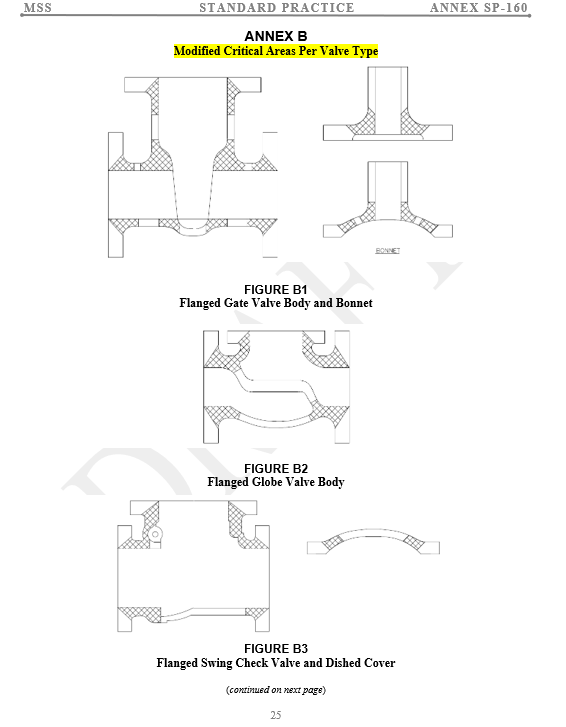 MSS STANDARD PRACTICE ANNEX SP-160
ANNEX B
Modified Critical Areas Per Valve Type
BONNET
FIGURE B1
Flanged Gate Valve Body and Bonnet
FIGURE B2
Flanged Globe Valve Body
FIGURE B3
Flanged Swing Check Valve and Dished Cover
(continued on next page)
25